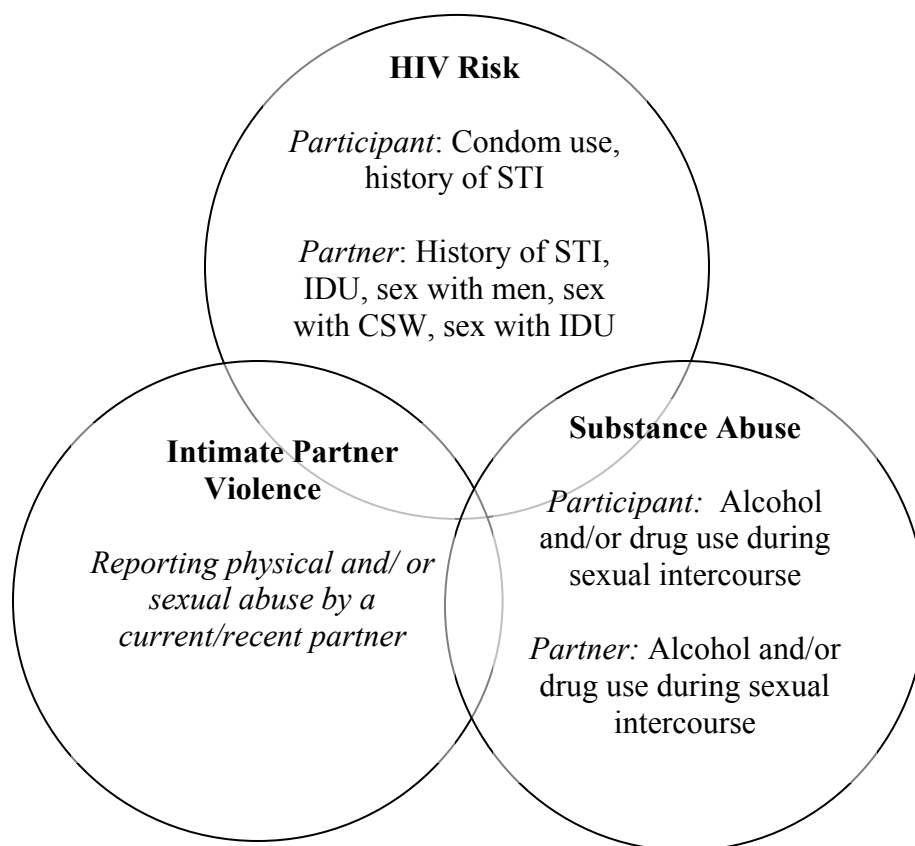 HIV Risk
Participant: Condom use,
history of STI
Partner: History of STI,
IDU, sex with men, sex
with CSW, sex with IDU
Intimate Partner
Violence
Reporting physical and/ or
sexual abuse by a
current/recent partner
Substance Abuse
Participant: Alcohol
and/or drug use during
sexual intercourse
Partner: Alcohol and/or
drug use during sexual
intercourse